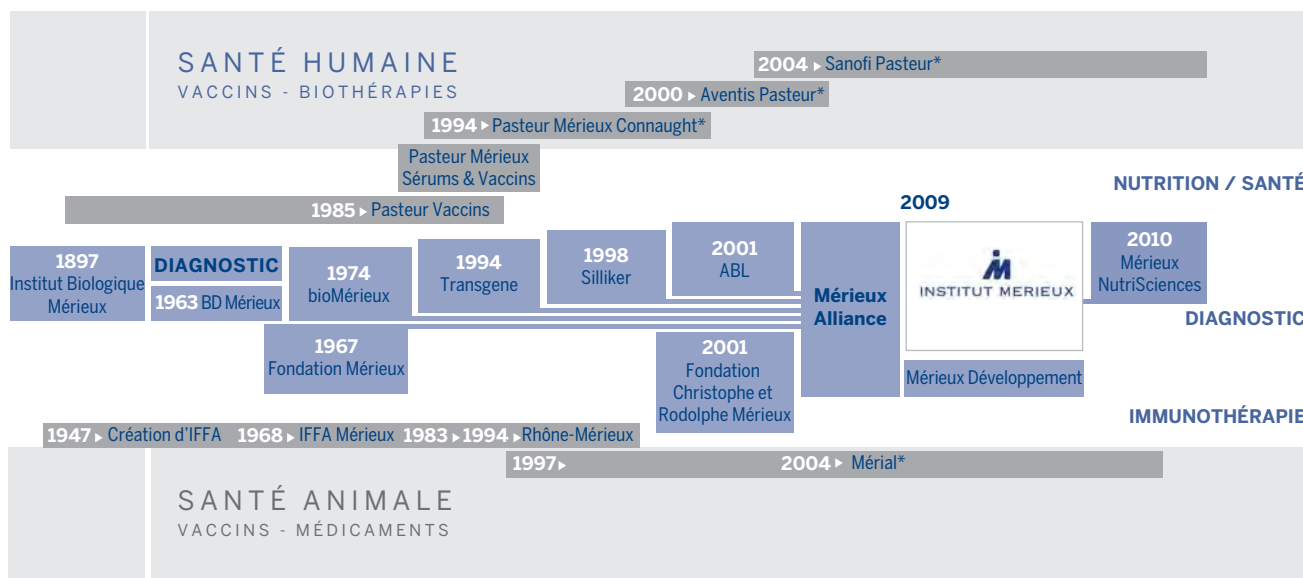 SANTÉ HUMAINE
VACCINS - BIOTHÉRAPIES
2004 ▸ Sanofi Pasteur*
2000 ▸ Aventis Pasteur*
1994 ▸ Pasteur Mérieux Connaught*
Pasteur Mérieux
Sérums & Vaccins
1985 ▸ Pasteur Vaccins
NUTRITION / SANTÉ
2009
1897
Institut Biologique
Mérieux
DIAGNOSTIC
1963 BD Mérieux
1974
bioMérieux
1994
Transgene
1998
Silliker
2001
ABL
Mérieux
Alliance
INSTITUT MERIEUX
2010
Mérieux
NutriSciences
DIAGNOSTIC
1967
Fondation Mérieux
2001
Fondation
Christophe et
Rodolphe Mérieux
Mérieux Développement
IMMUNOTHÉRAPIE
1947 ▸ Création d'IFFA 1968 ▸ IFFA Mérieux 1983 ▸ 1994 ▸ Rhône-Mérieux
1997 ▸ 2004 ▸ Mérial*
SANTÉ ANIMALE
VACCINS - MÉDICAMENTS